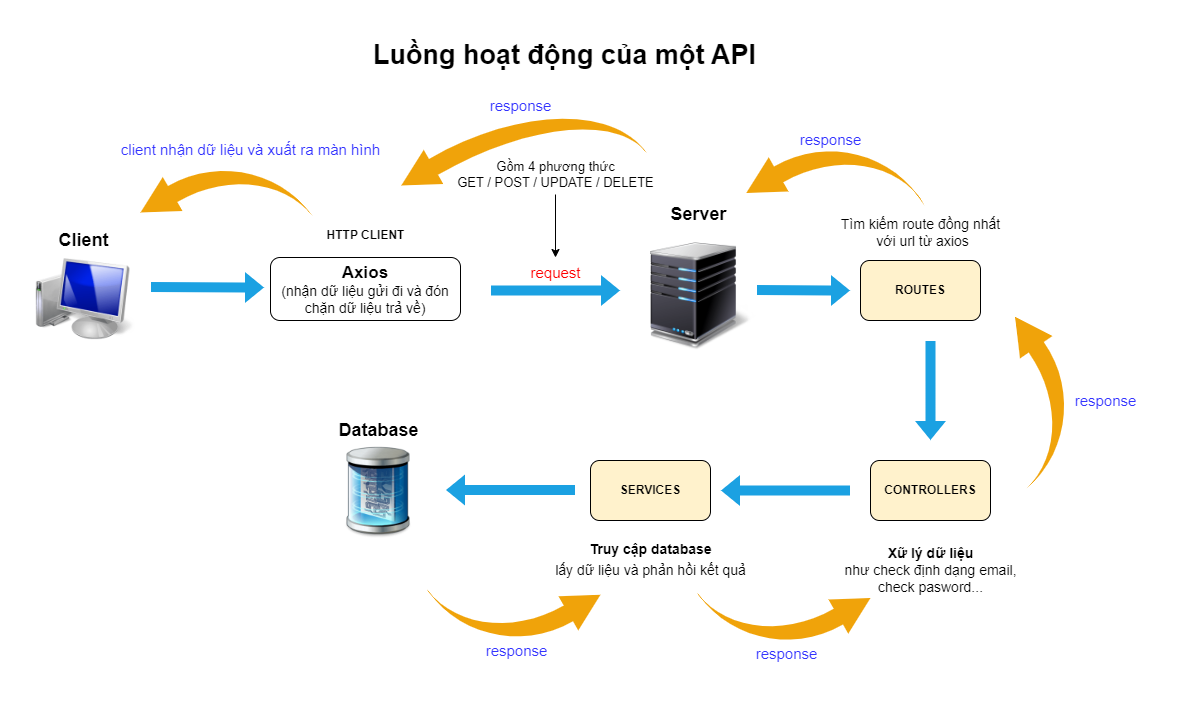 Luồng hoạt động của một API
response
response
client nhận dữ liệu và xuất ra màn hình
Gồm 4 phương thức
GET / POST / UPDATE / DELETE
Server
Tìm kiếm route đồng nhất
với url từ axios
Client
HTTP CLIENT
Axios
(nhận dữ liệu gửi đi và đón
chặn dữ liệu trả về)
request
ROUTES
response
Database
SERVICES
CONTROLLERS
Truy cập database
lấy dữ liệu và phản hồi kết quả
Xữ lý dữ liệu
như check định dạng email,
check pasword...
response
response